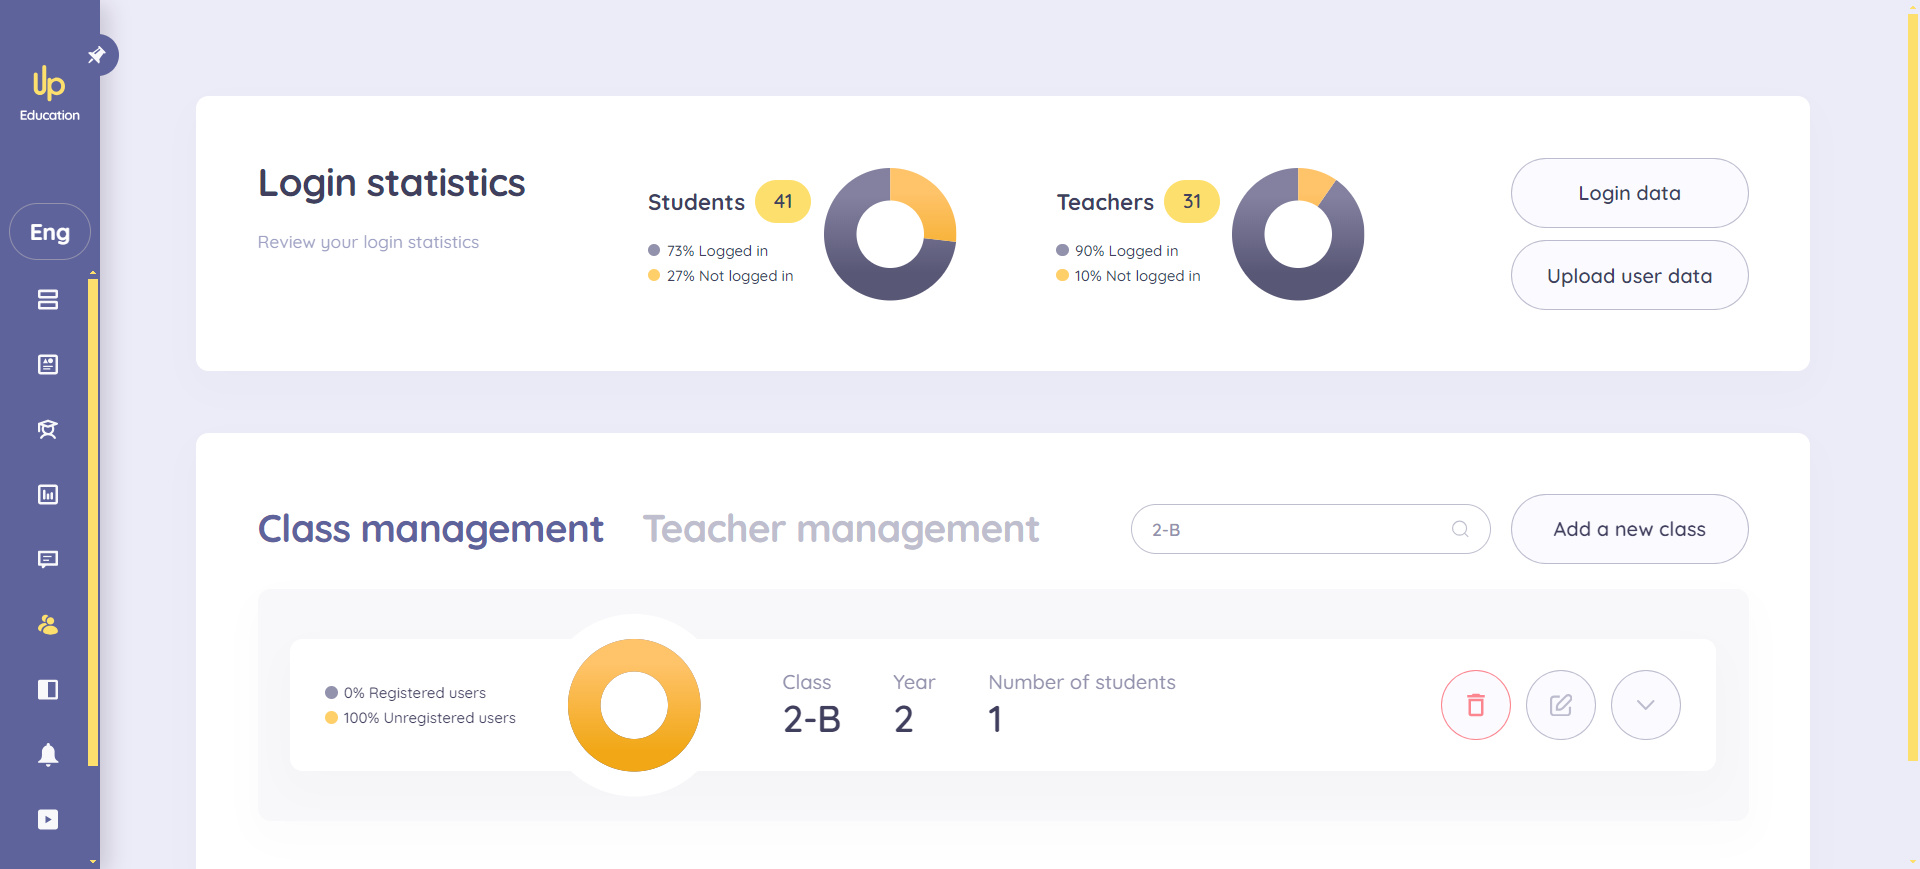 Up
Education
Eng
Login statistics
Review your login statistics
Students 41
73% Logged in
27% Not logged in
Teachers 31
90% Logged in
10% Not logged in
Login data
Upload user data
Class management
Teacher management
2-B
Add a new class
0% Registered users
100% Unregistered users
Class
2-B
Year
2
Number of students
1